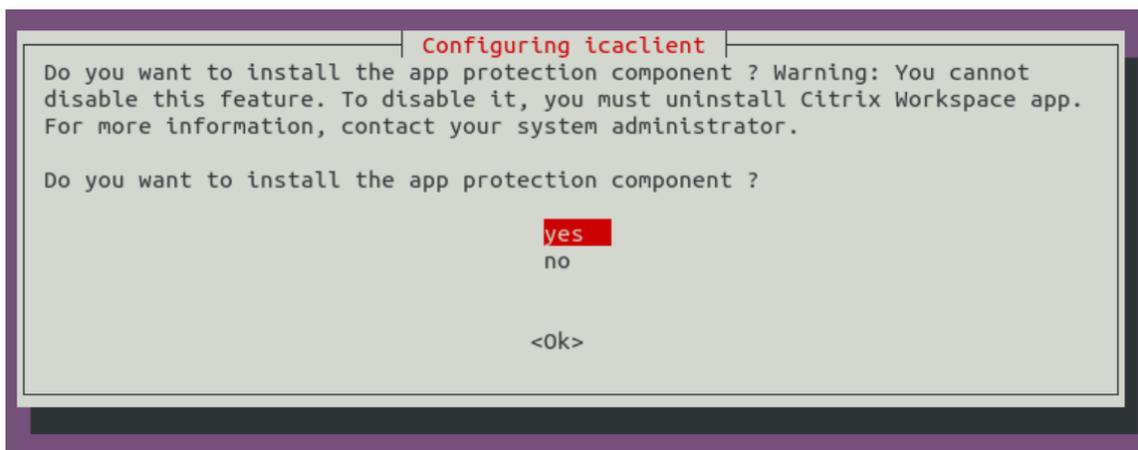 Configuring icaclient
Do you want to install the app protection component ? Warning: You cannot
disable this feature. To disable it, you must uninstall Citrix Workspace app.
For more information, contact your system administrator.
Do you want to install the app protection component ?
yes
no
<Ok>